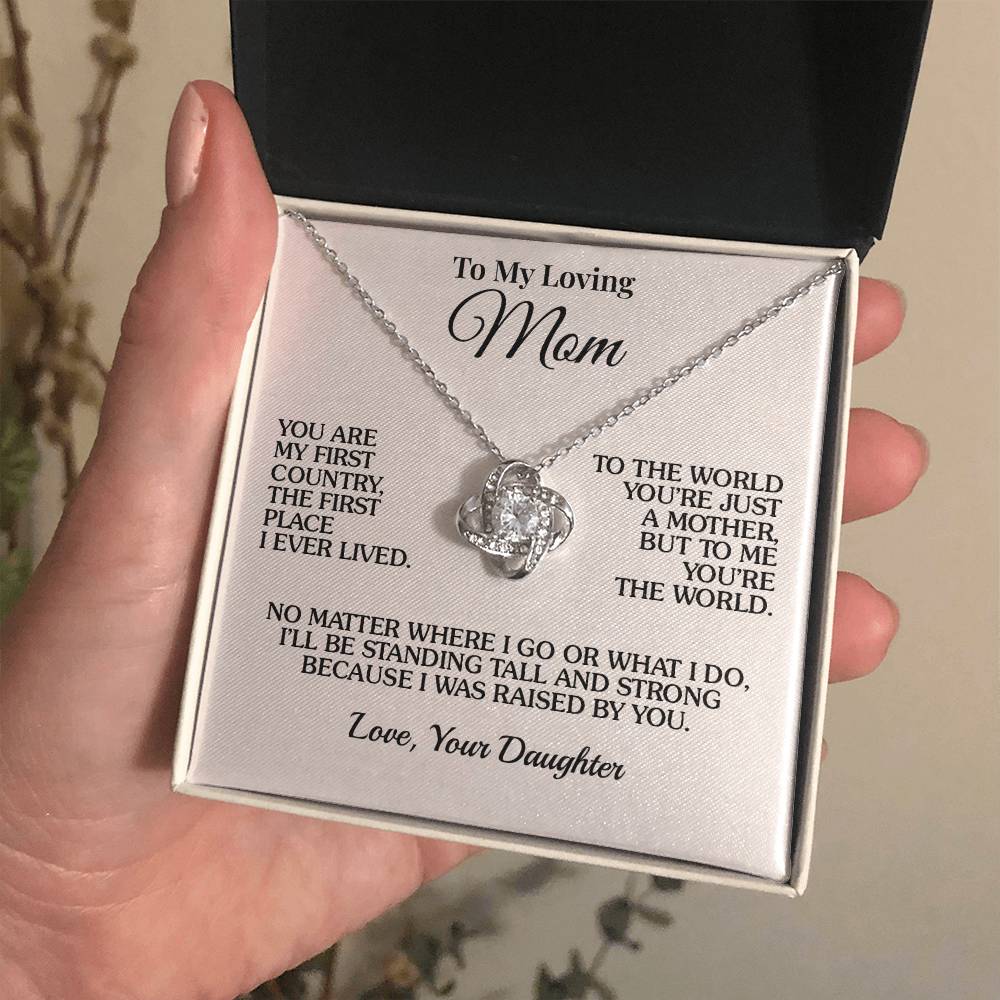 To My Loving
Mom
YOU ARE
MY FIRST
COUNTRY,
THE FIRST
PLACE
I EVER LIVED.
TO THE WORLD
YOU'RE JUST
A MOTHER,
BUT TO ME
YOU'RE
THE WORLD.
NO MATTER WHERE I GO OR WHAT I DO,
I'LL BE STANDING TALL AND STRONG
BECAUSE I WAS RAISED BY YOU.
Love, Your Daughter